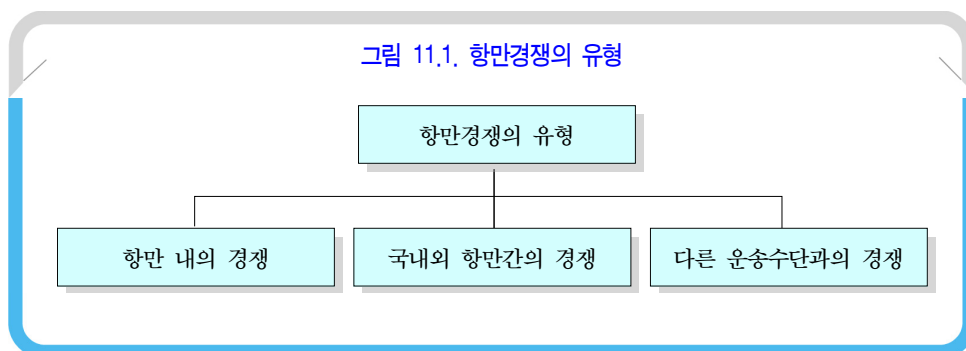 그림 11.1. 항만경쟁의 유형
항만경쟁의 유형
항만 내의 경쟁
국내외 항만간의 경쟁
다른 운송수단과의 경쟁